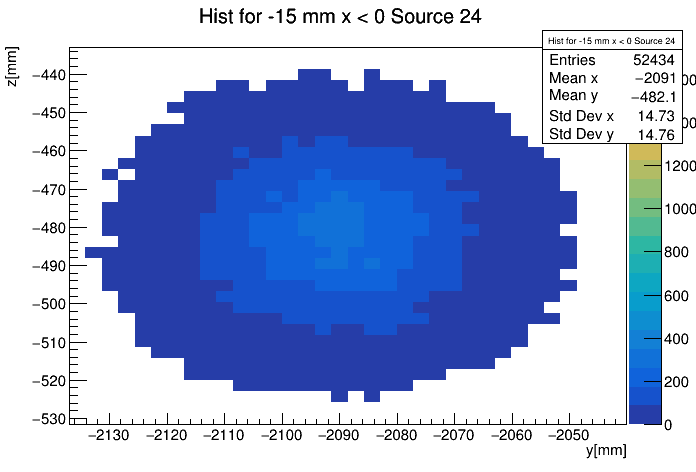 Hist for -15 mm x < 0 Source 24
Hist for -15 mm x < 0 Source 24
Entries 52434
Mean x −2091
Mean y −482.1
Std Dev x 14.73
Std Dev y 14.76
z[mm]
−440
−450
−460
−470
−480
−490
−500
−510
−520
−530
−2130 −2120 −2110 −2100 −2090 −2080 −2070 −2060 −2050
y[mm]
1200
1000
800
600
400
200
0